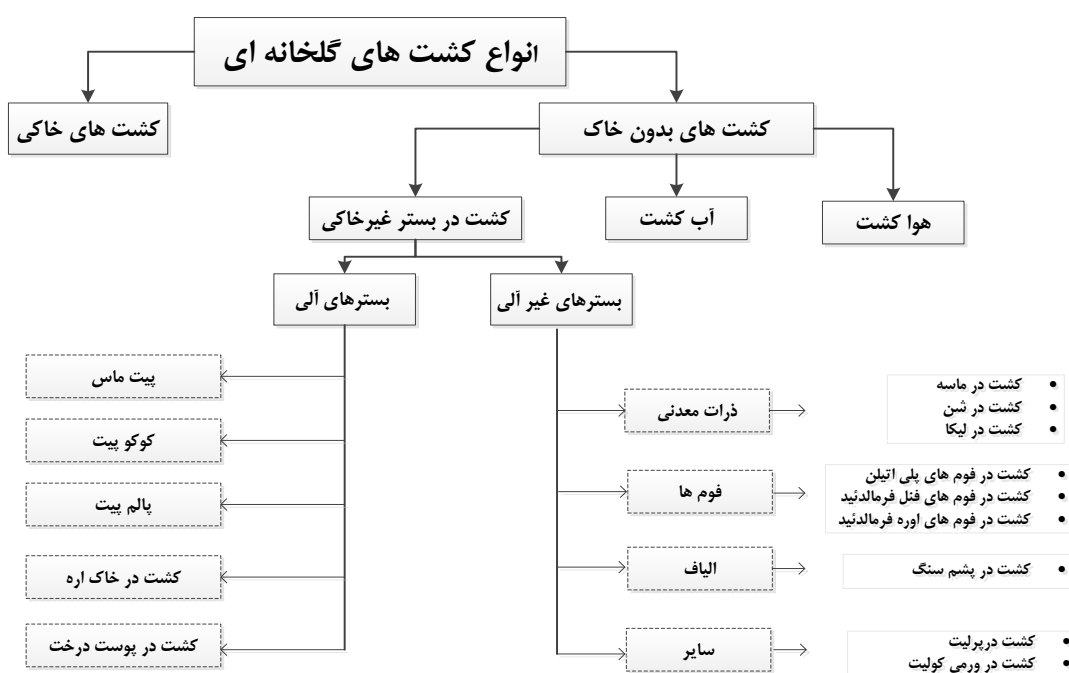 انواع کشت های گلخانه ای
کشت های بدون خاک
کشت های خاکی
هوا کشت
آب کشت
کشت در بستر غیرخاکی
بسترهای غیر آلی
بسترهای آلی
ذرات معدنی
• کشت در ماسه
• کشت در شن
• کشت در لیکا
فوم ها
• کشت در فوم های پلی اتیلن
• کشت در فوم های فنل فرمالدئید
• کشت در فوم های اوره فرمالدئید
الیاف
• کشت در پشم سنگ
سایر
• کشت درپرلیت
• کشت در ورمی کولیت
پیت ماس
کوکو پیت
پالم پیت
کشت در خاک اره
کشت در پوست درخت